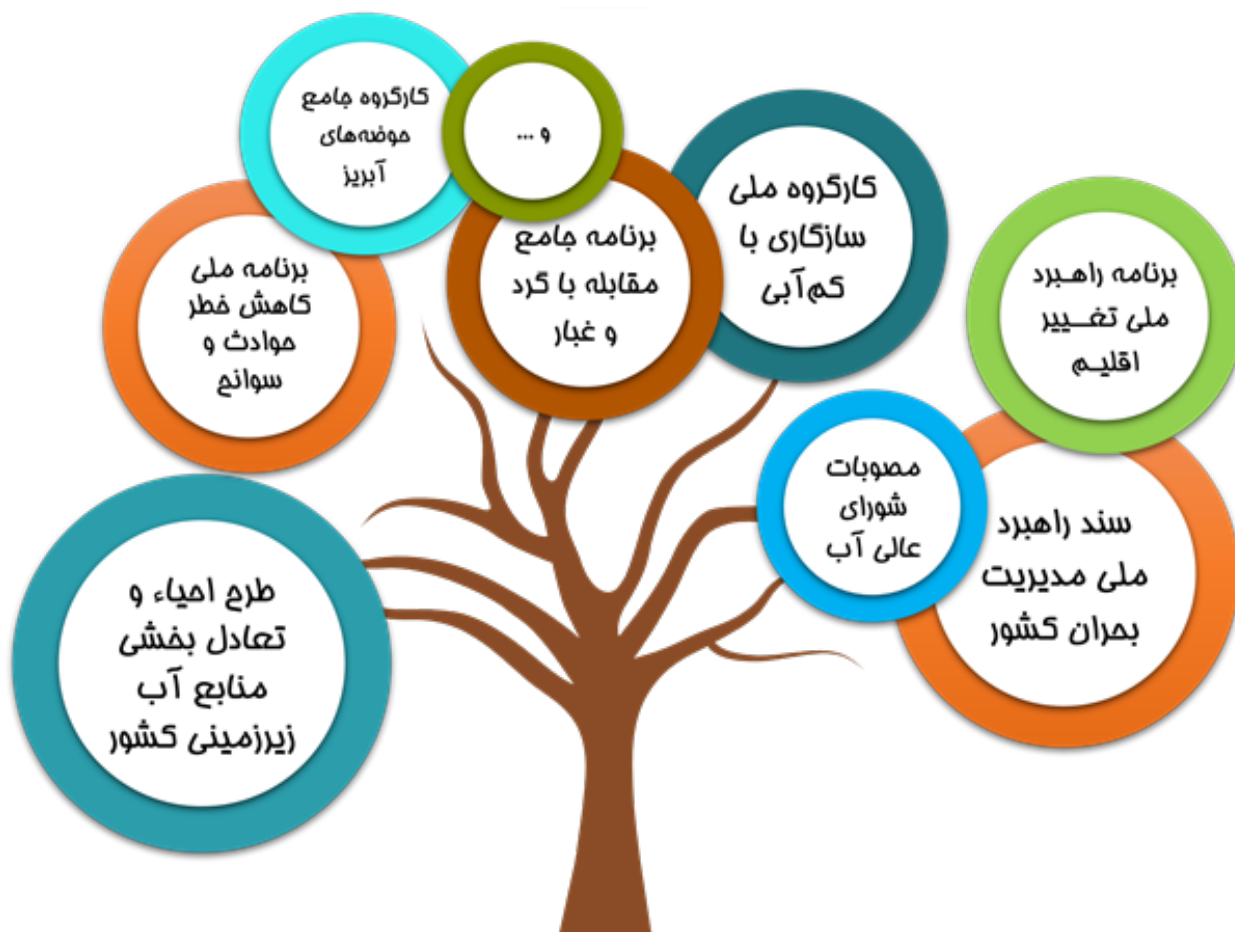 کارگروه جامع
حوضه‌های
آبریز
و ...
کارگروه ملی
سازگاری با
کم‌آبی
برنامه راهبرد
ملی تغییر
اقلیم
برنامه ملی
کاهش خطر
حوادث و
سوانح
برنامه جامع
مقابله با گرد
و غبار
مصوبات
شورای
عالی آب
سند راهبرد
ملی مدیریت
بحران کشور
طرح احیاء و
تعادل بخشی
منابع آب
زیرزمینی کشور